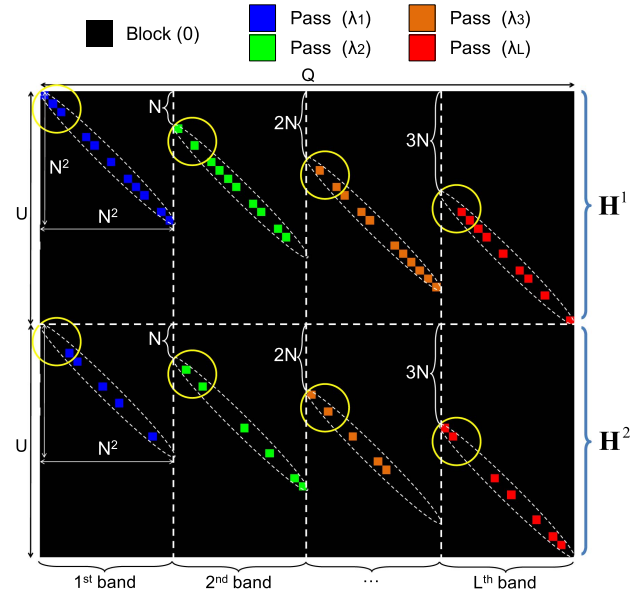 Block (0)
Pass (λ1)
Pass (λ3)
Pass (λ2)
Pass (λL)
Q
N
2N
3N
N²
N²
U
H¹
N
2N
3N
N²
U
H²
1st band
2nd band
...
Lth band